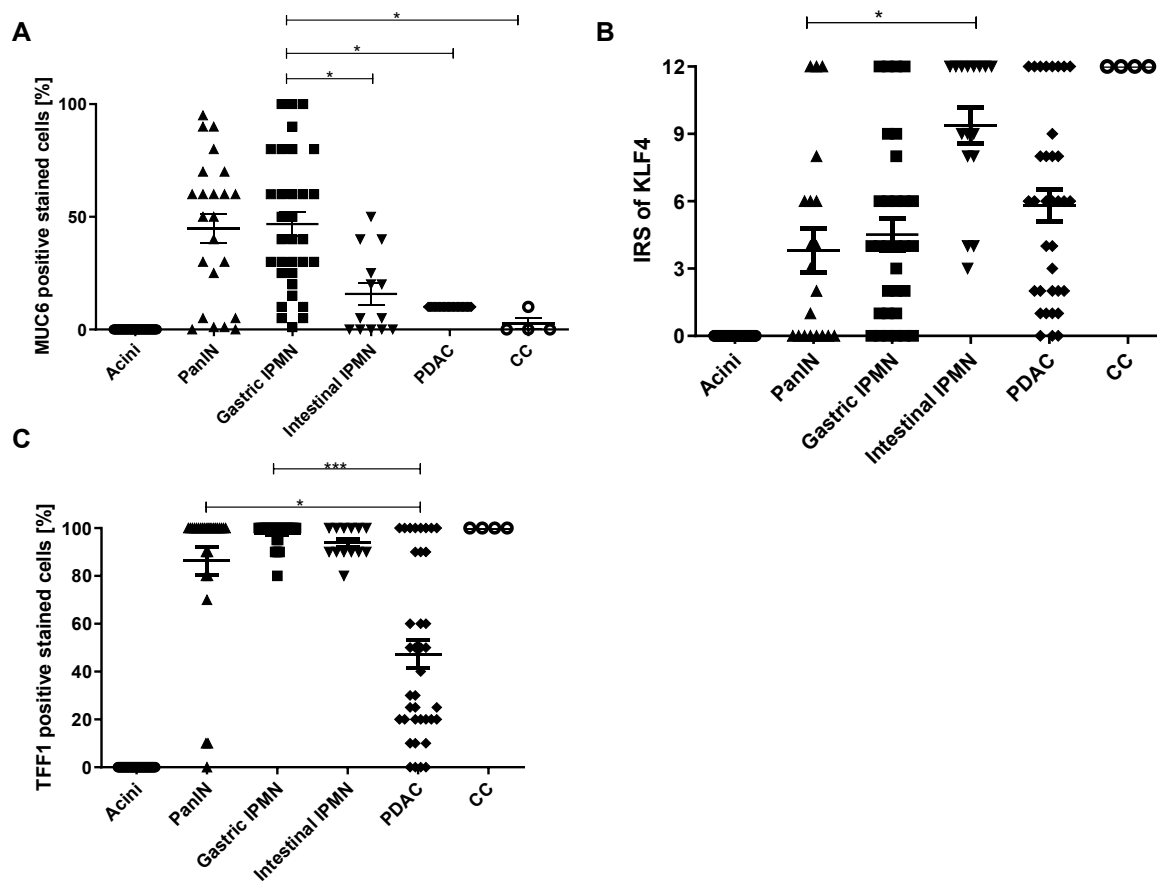 A
*
*
*
MUC6 positive stained cells [%]
100
50
0
Acini
PanIN
Gastric IPMN
Intestinal IPMN
PDAC
CC
B
*
IRS of KLF4
12
9
6
3
0
Acini
PanIN
Gastric IPMN
Intestinal IPMN
PDAC
CC
C
***
*
TFF1 positive stained cells [%]
100
80
60
40
20
0
Acini
PanIN
Gastric IPMN
Intestinal IPMN
PDAC
CC